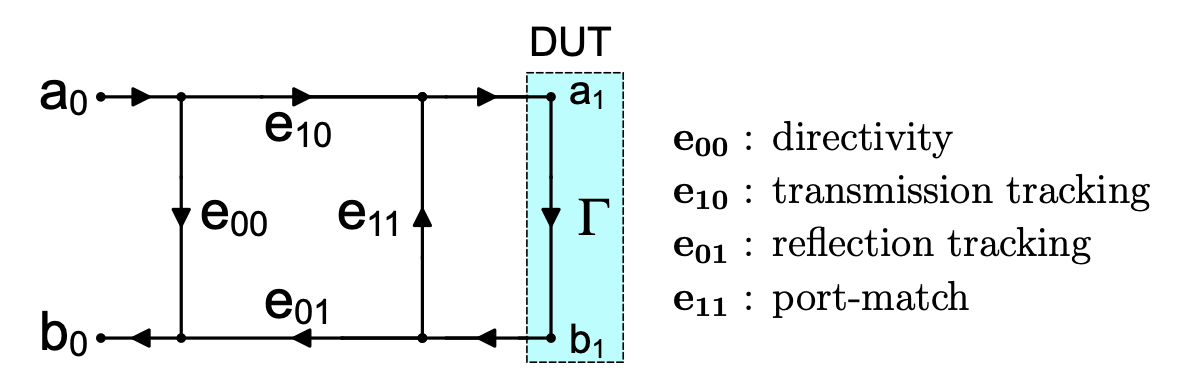 DUT
a₀
e₁₀
a₁
e₀₀
e₁₁
Γ
e₀₁
b₀
b₁
e₀₀ : directivity
e₁₀ : transmission tracking
e₀₁ : reflection tracking
e₁₁ : port-match